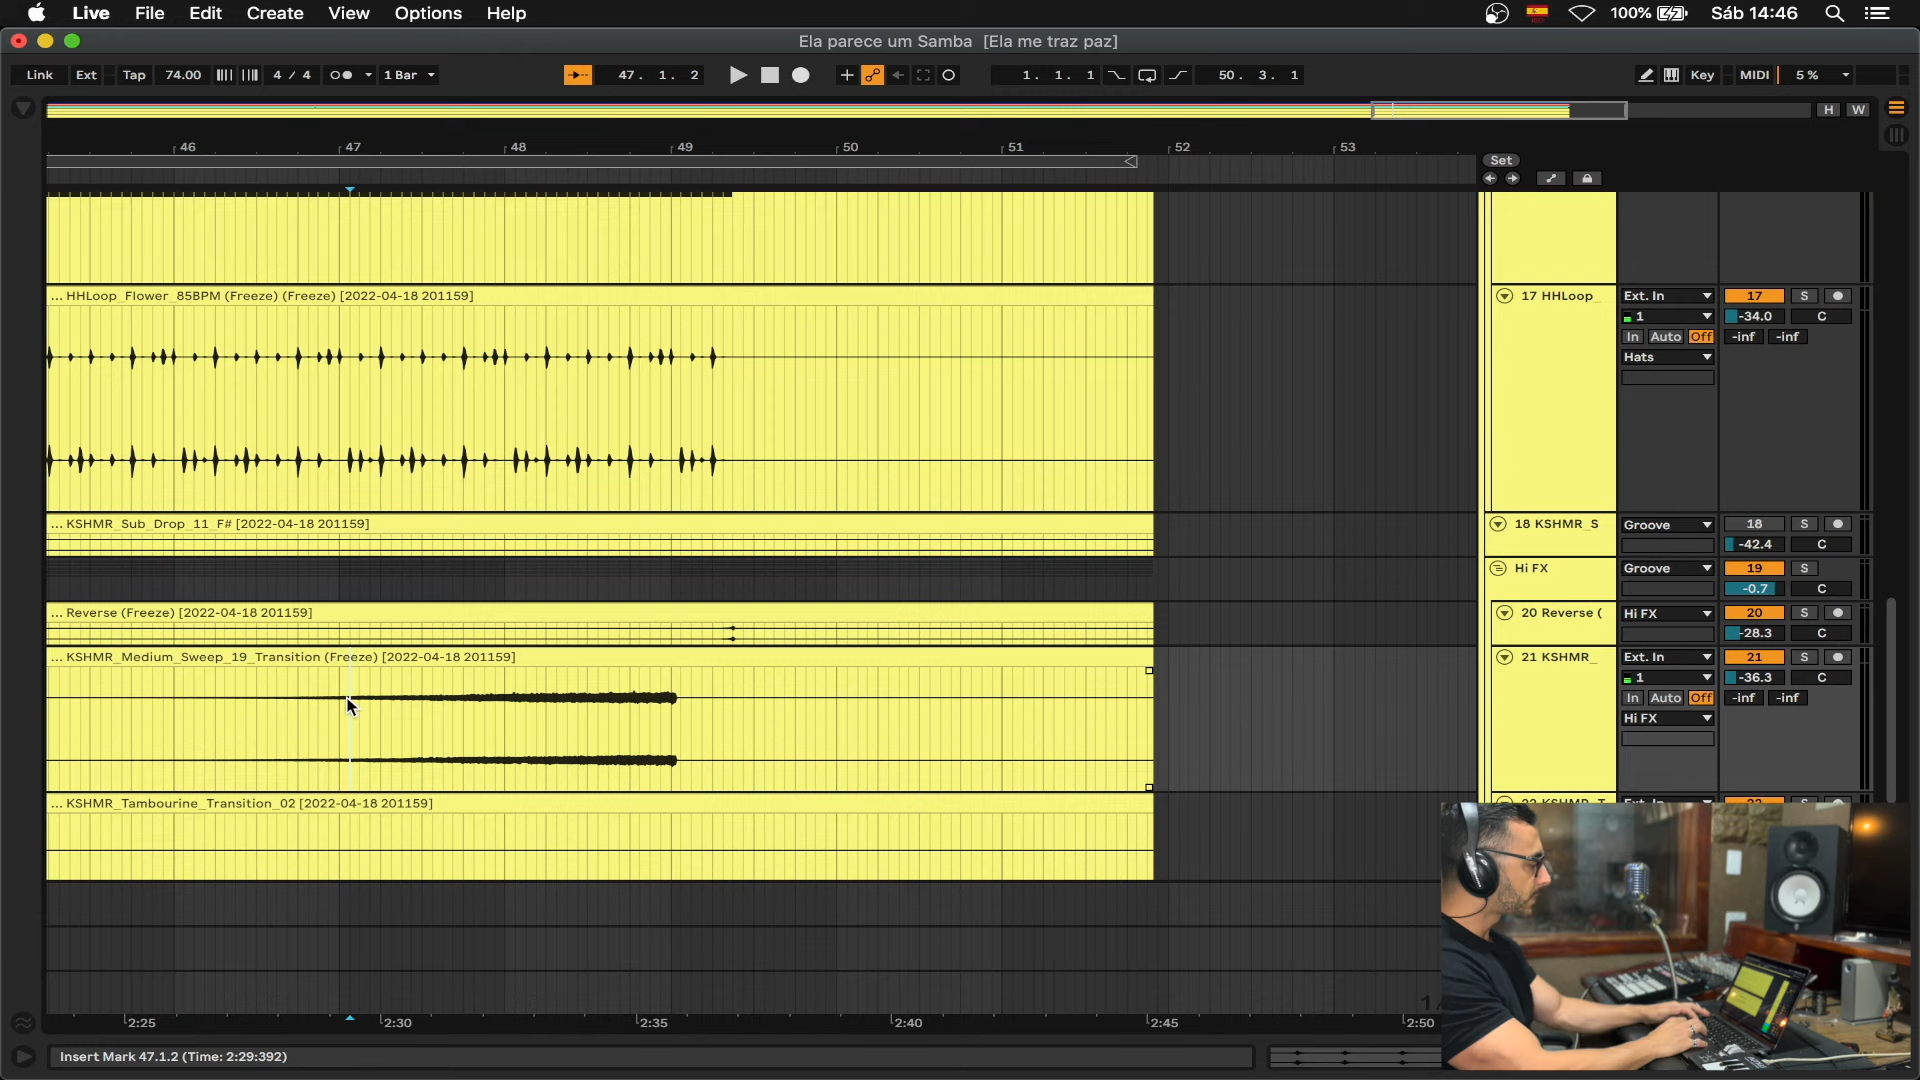 Live File Edit Create View Options Help 100% Sáb 14:46
Ela parece um Samba [Ela me traz paz]
Link Ext Tap 74.00 4 / 4 1 Bar 47. 1. 2 1. 1. 1 50. 3. 1 Key MIDI 5 %
H W
46 47 48 49 50 51 52 53
Set
... HHLoop_Flower_85BPM (Freeze) (Freeze) [2022-04-18 201159]
17 HHLoop_ Ext. In 17 S
1 -34.0 C
In Auto Off -inf -inf
Hats
... KSHMR_Sub_Drop_11_F# [2022-04-18 201159]
18 KSHMR_S Groove 18 S
-42.4 C
Hi FX Groove 19 S
-0.7 C
... Reverse (Freeze) [2022-04-18 201159]
20 Reverse ( Hi FX 20 S
-28.3 C
... KSHMR_Medium_Sweep_19_Transition (Freeze) [2022-04-18 201159]
21 KSHMR_ Ext. In 21 S
1 -36.3 C
In Auto Off -inf -inf
Hi FX
... KSHMR_Tambourine_Transition_02 [2022-04-18 201159]
2:25 2:30 2:35 2:40 2:45 2:50
Insert Mark 47.1.2 (Time: 2:29:392)